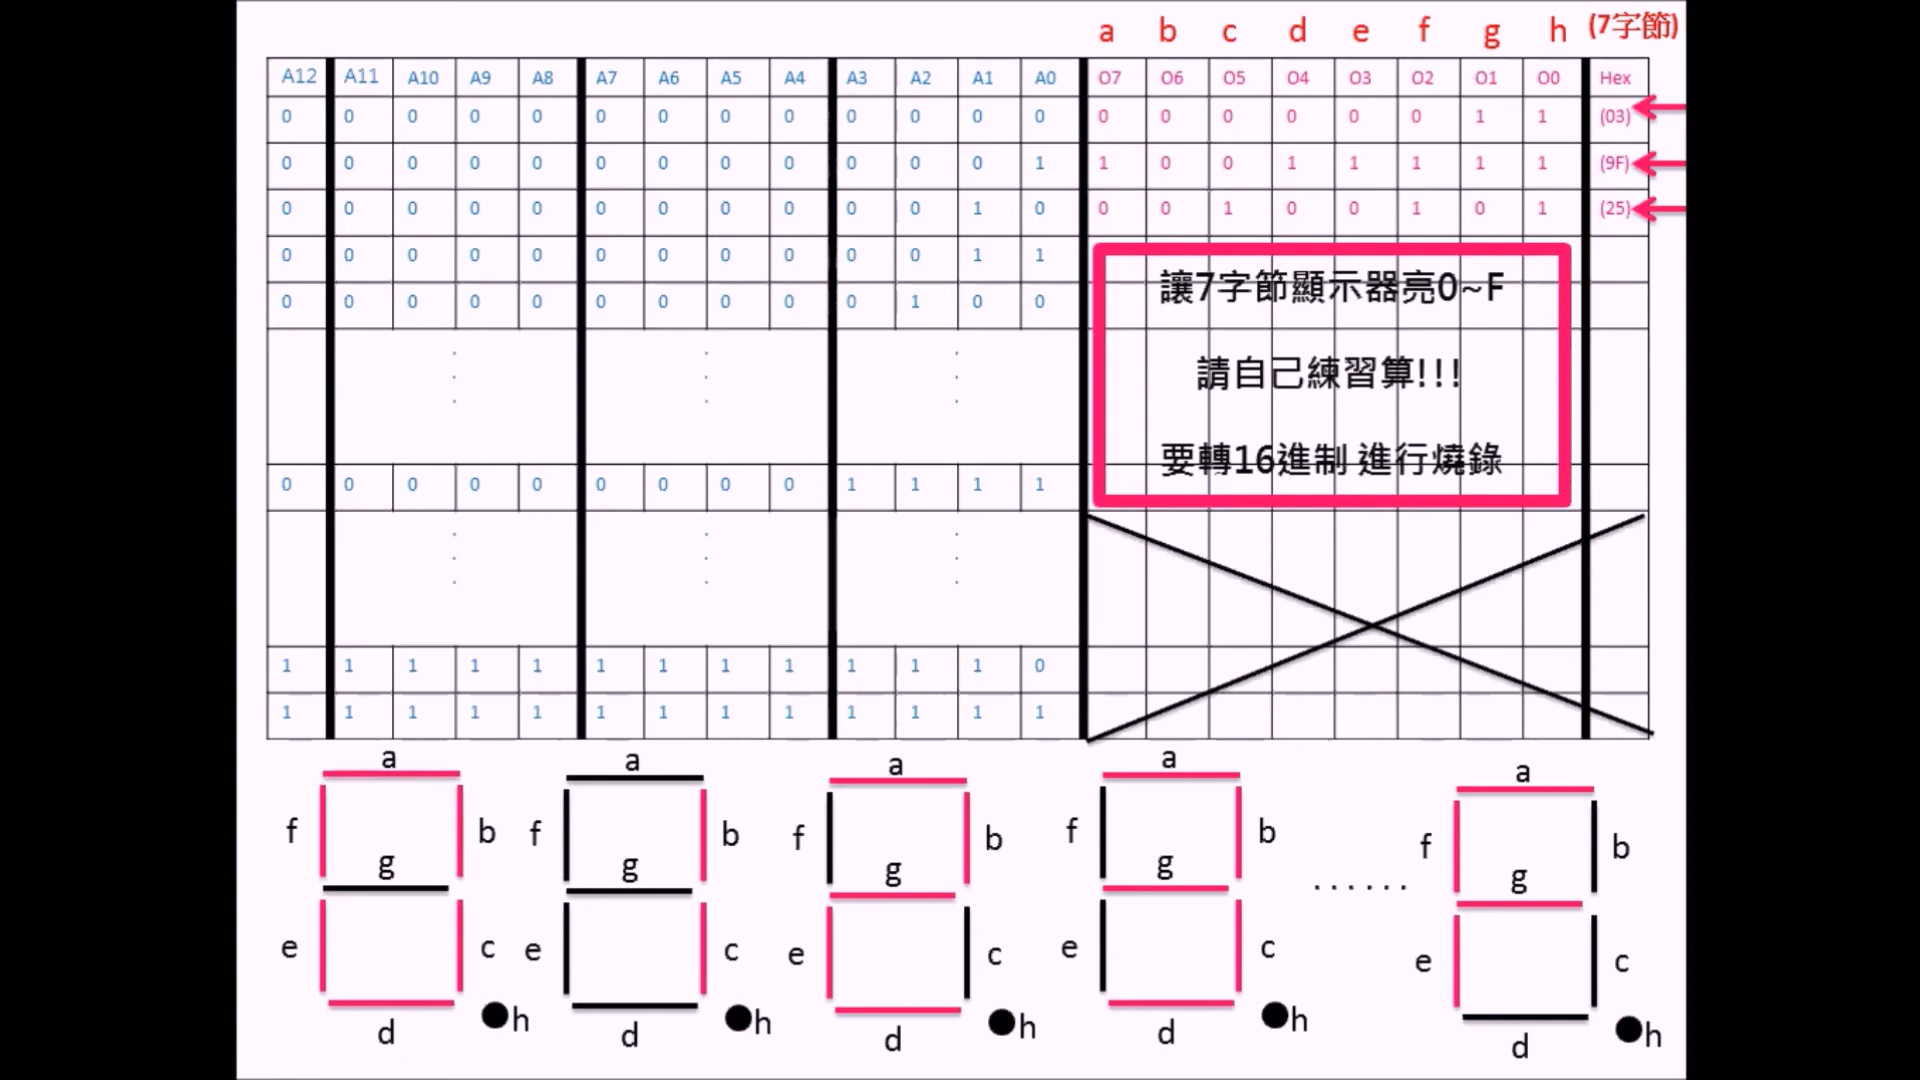 a b c d e f g h (7字節)
A12 A11 A10 A9 A8 A7 A6 A5 A4 A3 A2 A1 A0 O7 O6 O5 O4 O3 O2 O1 O0 Hex
0 0 0 0 0 0 0 0 0 0 0 0 0 0 0 0 0 0 0 1 1 (03)
0 0 0 0 0 0 0 0 0 0 0 0 1 1 0 0 1 1 1 1 1 (9F)
0 0 0 0 0 0 0 0 0 0 0 1 0 0 0 1 0 0 1 0 1 (25)
0 0 0 0 0 0 0 0 0 0 0 1 1
0 0 0 0 0 0 0 0 0 0 1 0 0
讓7字節顯示器亮0~F
請自己練習算!!!
要轉16進制 進行燒錄
0 0 0 0 0 0 0 0 0 1 1 1 1
1 1 1 1 1 1 1 1 1 1 1 1 0
1 1 1 1 1 1 1 1 1 1 1 1 1
a a a a a
f b f b f b f b f b
g g g g g
......
e c e c e c e c e c
h h h h h
d d d d d